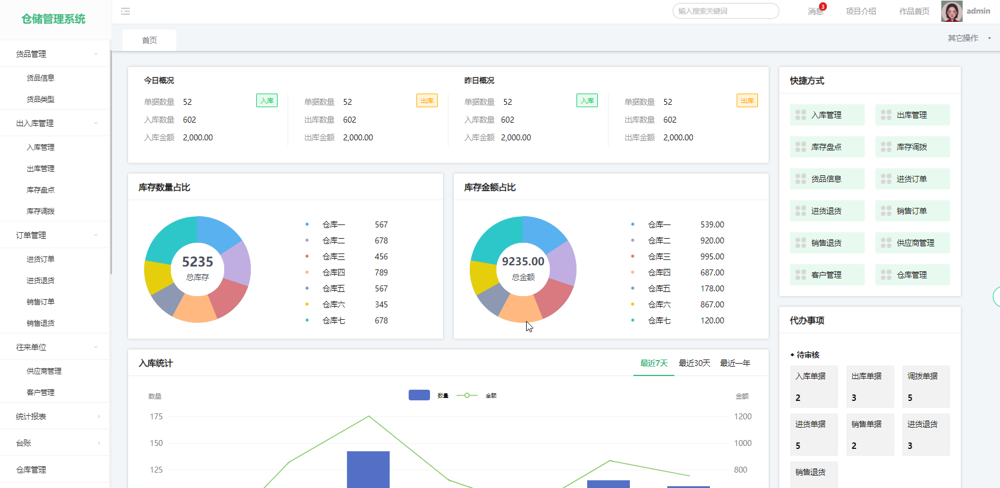 仓储管理系统
输入搜索关键词
消息
3
项目介绍
作品首页
admin
首页
其它操作
货品管理
货品信息
货品类型
出入库管理
入库管理
出库管理
库存盘点
库存调拨
订单管理
进货订单
进货退货
销售订单
销售退货
往来单位
供应商管理
客户管理
统计报表
台账
仓库管理
今日概况
单据数量 52
入库
入库数量 602
入库金额 2,000.00
单据数量 52
出库
出库数量 602
出库金额 2,000.00
昨日概况
单据数量 52
入库
入库数量 602
入库金额 2,000.00
单据数量 52
出库
出库数量 602
出库金额 2,000.00
库存数量占比
5235
总库存
仓库一 567
仓库二 678
仓库三 456
仓库四 789
仓库五 567
仓库六 345
仓库七 678
库存金额占比
9235.00
总金额
仓库一 539.00
仓库二 920.00
仓库三 995.00
仓库四 687.00
仓库五 178.00
仓库六 867.00
仓库七 120.00
入库统计
最近7天 最近30天 最近一年
数量 数量 金额 金额
175 1200
150 1000
125 800
快捷方式
入库管理 出库管理
库存盘点 库存调拨
货品信息 进货订单
进货退货 销售订单
销售退货 供应商管理
客户管理 仓库管理
代办事项
待审核
入库单据 出库单据 调拨单据
2 3 5
进货单据 销售单据 进货退货
5 2 3
销售退货